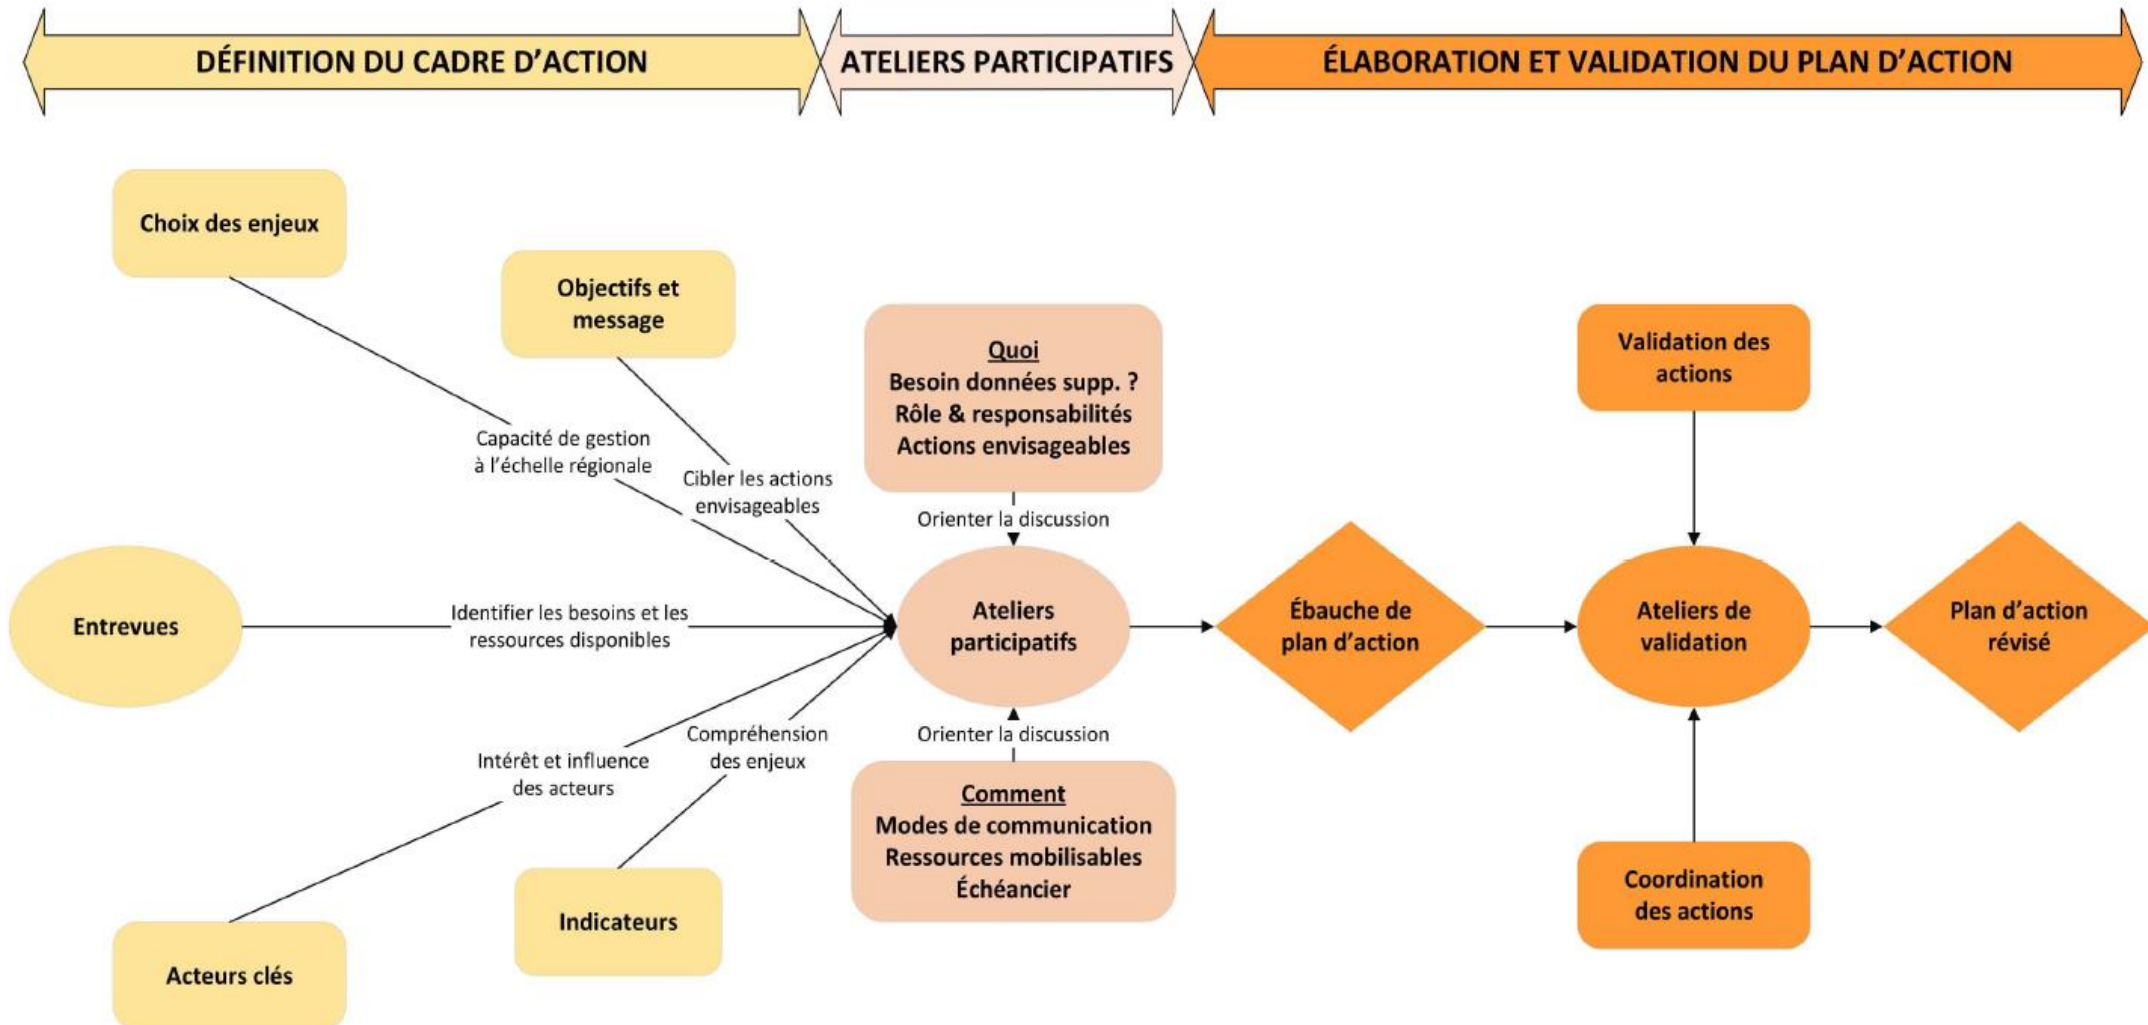 DÉFINITION DU CADRE D'ACTION
ATELIERS PARTICIPATIFS
ÉLABORATION ET VALIDATION DU PLAN D'ACTION
Choix des enjeux
Objectifs et
message
Capacité de gestion
à l'échelle régionale
Cibler les actions
envisageables
Entrevues
Identifier les besoins et les
ressources disponibles
Intérêt et influence
des acteurs
Compréhension
des enjeux
Acteurs clés
Indicateurs
Quoi
Besoin données supp. ?
Rôle & responsabilités
Actions envisageables
Orienter la discussion
Ateliers
participatifs
Orienter la discussion
Comment
Modes de communication
Ressources mobilisables
Échéancier
Ébauche de
plan d'action
Validation des
actions
Ateliers de
validation
Coordination
des actions
Plan d'action
révisé